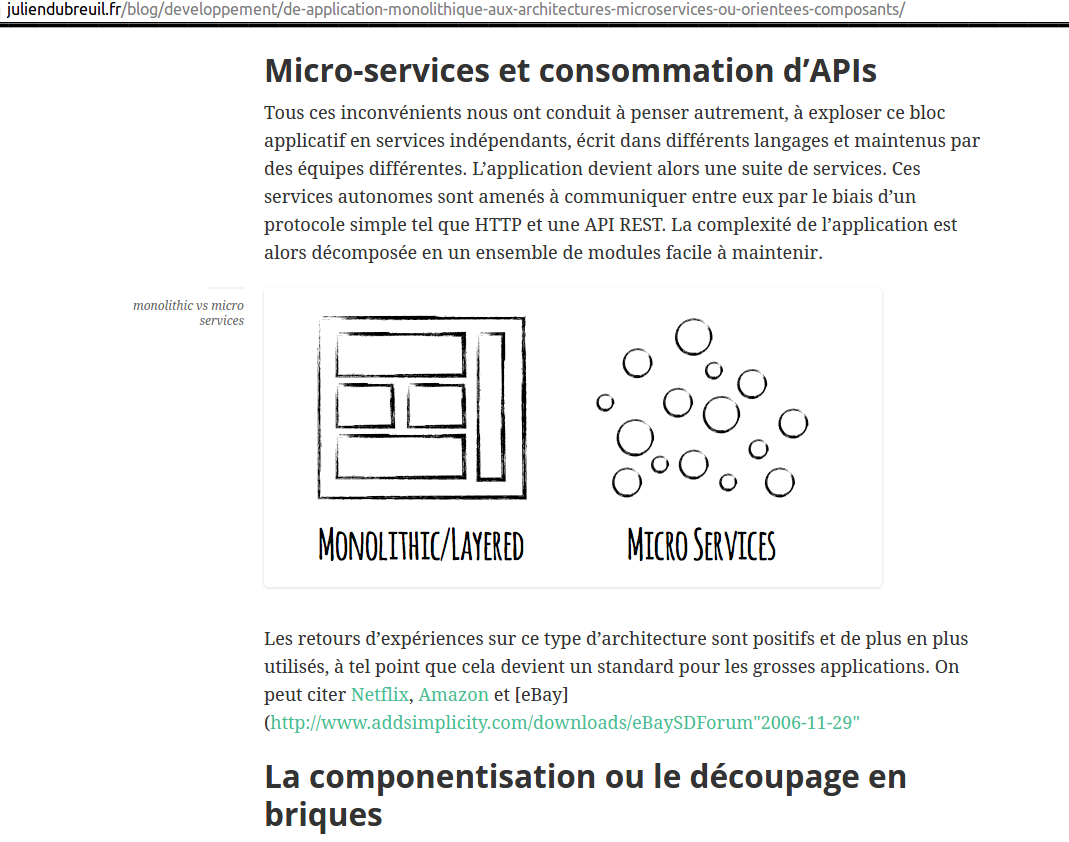 juliendubreuil.fr/blog/developpement/de-application-monolithique-aux-architectures-microservices-ou-orientees-composants/
Micro-services et consommation d’APIs
Tous ces inconvénients nous ont conduit à penser autrement, à exploser ce bloc
applicatif en services indépendants, écrit dans différents langages et maintenus par
des équipes différentes. L’application devient alors une suite de services. Ces
services autonomes sont amenés à communiquer entre eux par le biais d’un
protocole simple tel que HTTP et une API REST. La complexité de l’application est
alors décomposée en un ensemble de modules facile à maintenir.
monolithic vs micro
services
Monolithic/Layered
Micro Services
Les retours d’expériences sur ce type d’architecture sont positifs et de plus en plus
utilisés, à tel point que cela devient un standard pour les grosses applications. On
peut citer Netflix, Amazon et [eBay]
(http://www.addsimplicity.com/downloads/eBaySDForum"2006-11-29"
La componentisation ou le découpage en
briques